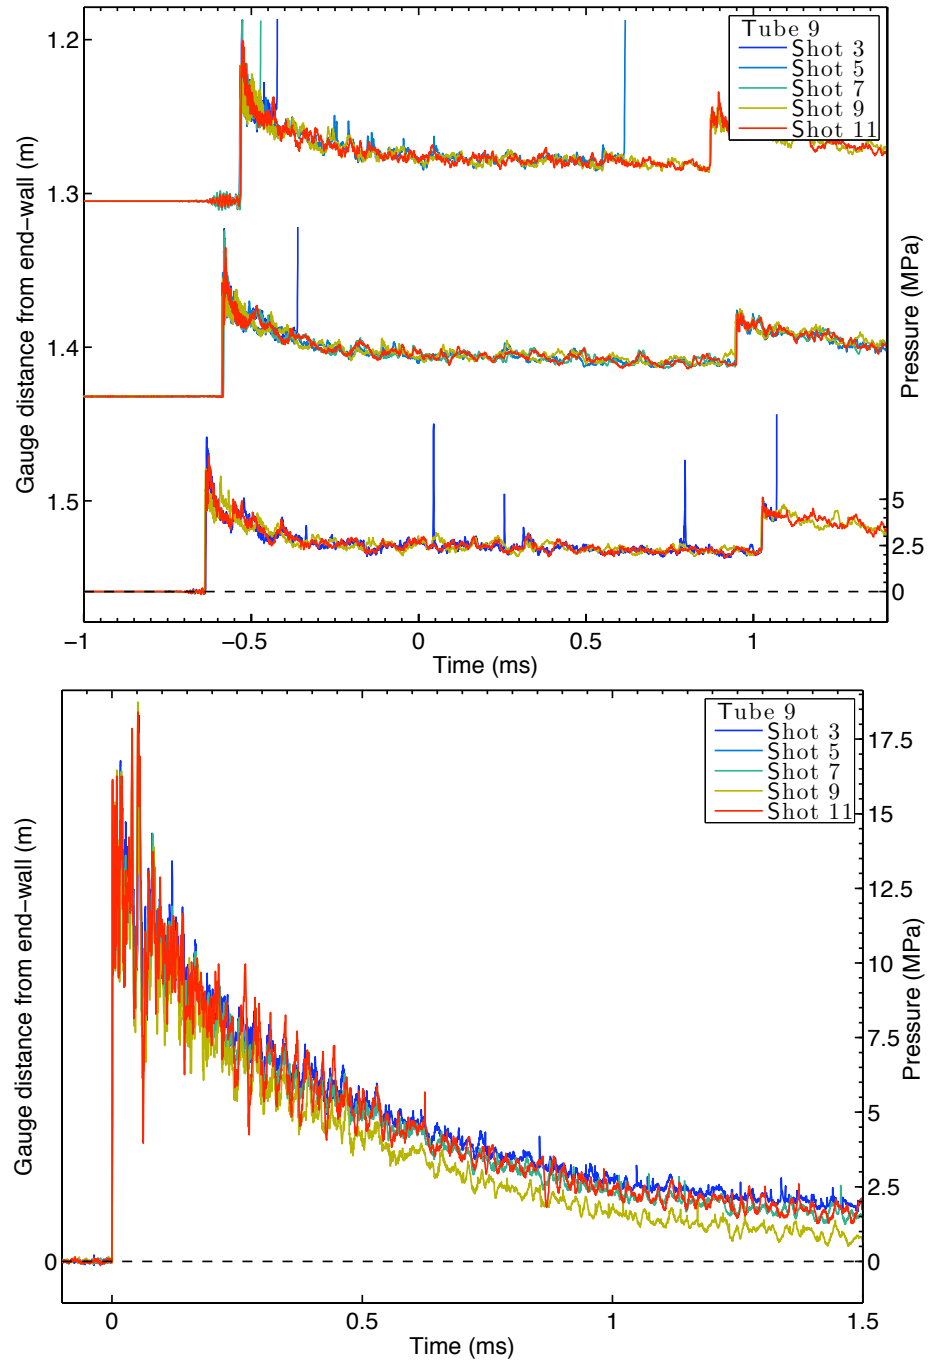 Tube 9
Shot 3
Shot 5
Shot 7
Shot 9
Shot 11
1.2
1.3
1.4
1.5
Gauge distance from end−wall (m)
5
2.5
0
Pressure (MPa)
−1
−0.5
0
0.5
1
Time (ms)
Tube 9
Shot 3
Shot 5
Shot 7
Shot 9
Shot 11
0
Gauge distance from end−wall (m)
17.5
15
12.5
10
7.5
5
2.5
0
Pressure (MPa)
0
0.5
1
1.5
Time (ms)